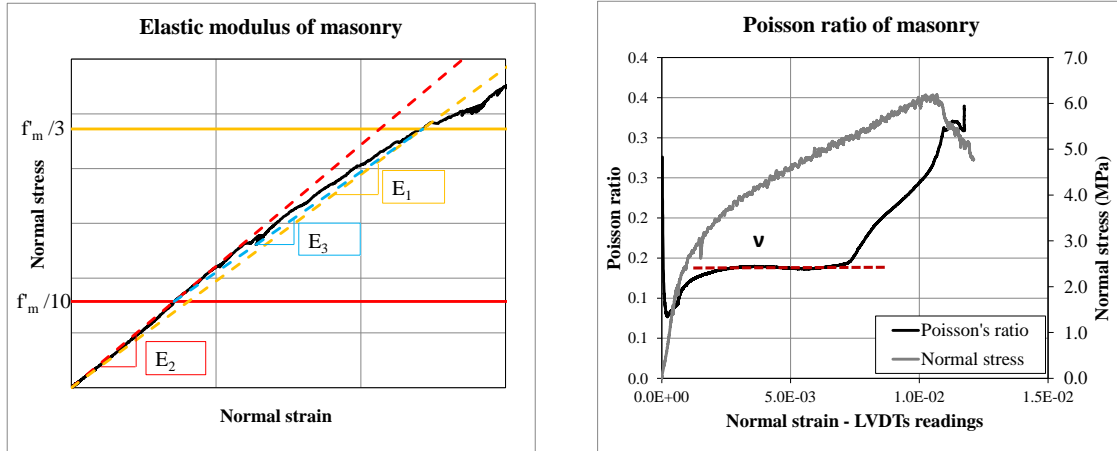 Elastic modulus of masonry
Normal stress
f'm /3
f'm /10
E1
E3
E2
Normal strain
Poisson ratio of masonry
Poisson ratio
0.4
0.4
0.3
0.3
0.2
0.2
0.1
0.1
0.0
ν
Poisson's ratio
Normal stress
7.0
6.0
5.0
4.0
3.0
2.0
1.0
0.0
Normal stress (MPa)
0.0E+00 5.0E-03 1.0E-02 1.5E-02
Normal strain - LVDTs readings